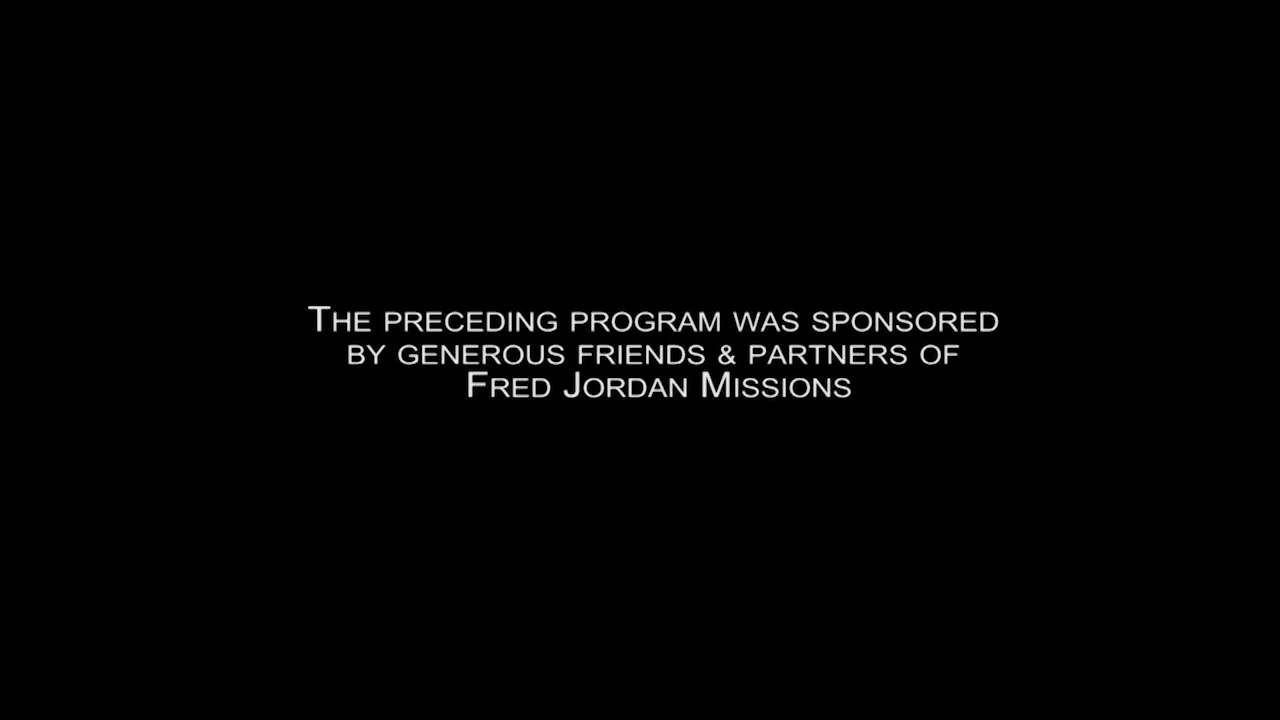 The preceding program was sponsored
by generous friends & partners of
Fred Jordan Missions